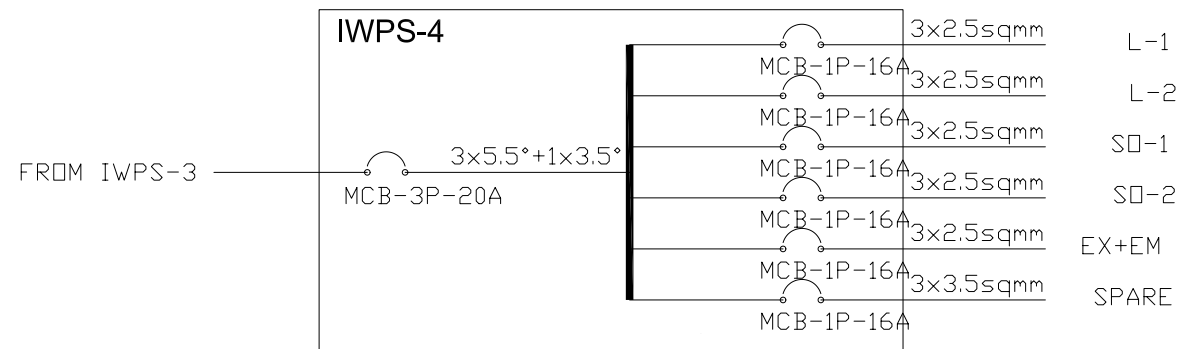 IWPS-4
3x2.5sqmm
L-1
MCB-1P-16A
3x2.5sqmm
L-2
MCB-1P-16A
3x2.5sqmm
SO-1
MCB-1P-16A
FROM IWPS-3
MCB-3P-20A
3x5.5°+1x3.5°
3x2.5sqmm
SO-2
MCB-1P-16A
3x2.5sqmm
EX+EM
MCB-1P-16A
3x3.5sqmm
SPARE
MCB-1P-16A